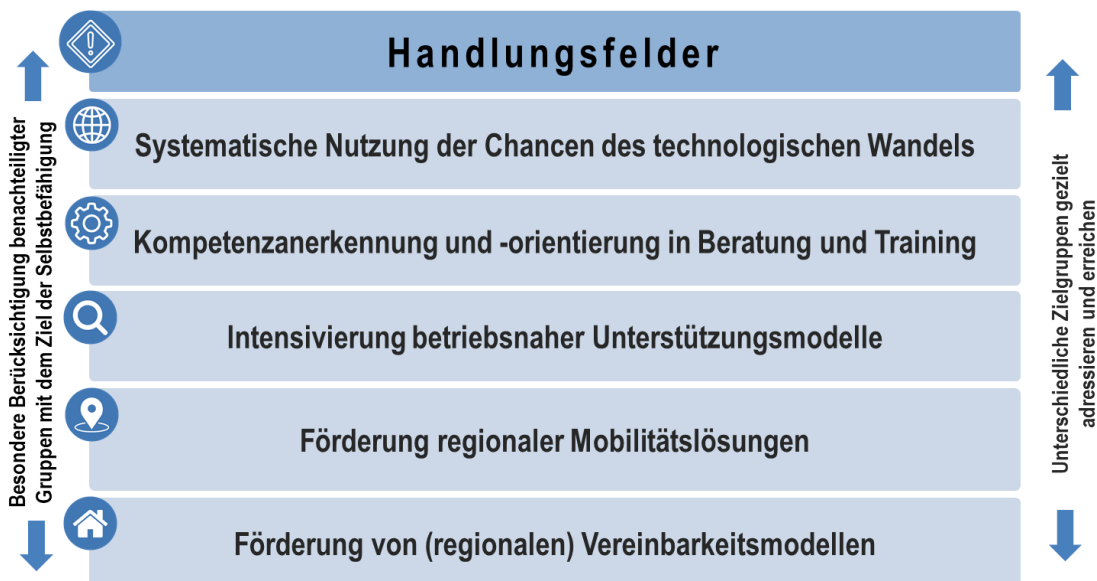 Handlungsfelder
Systematische Nutzung der Chancen des technologischen Wandels
Kompetenzanerkennung und -orientierung in Beratung und Training
Intensivierung betriebsnaher Unterstützungsmodelle
Förderung regionaler Mobilitätslösungen
Förderung von (regionalen) Vereinbarkeitsmodellen
Besondere Berücksichtigung benachteiligter
Gruppen mit dem Ziel der Selbstbefähigung
Unterschiedliche Zielgruppen gezielt
adressieren und erreichen